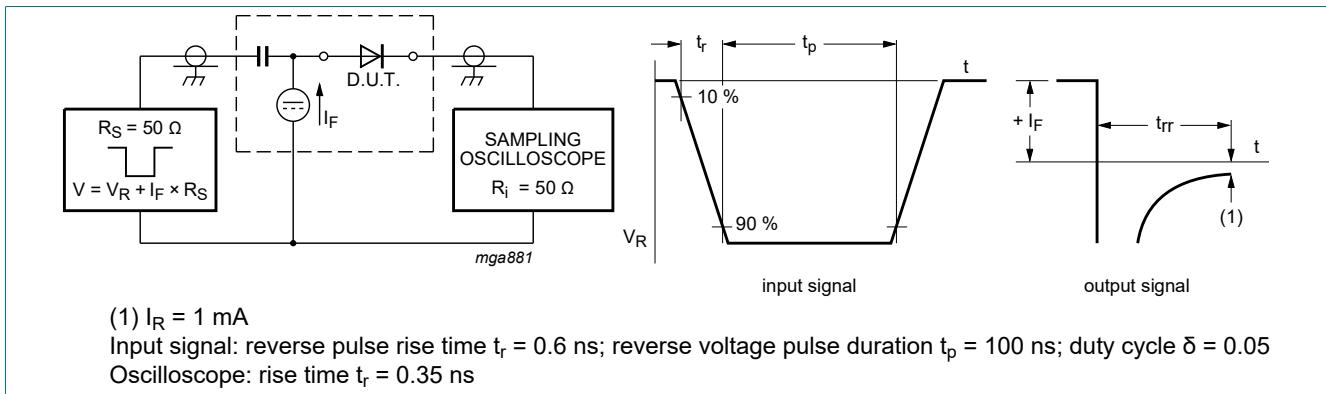 D.U.T.
I_F
R_S = 50 Ω
V = V_R + I_F × R_S
SAMPLING
OSCILLOSCOPE
R_i = 50 Ω
mga881
t_r
t_p
t
10 %
90 %
V_R
input signal
+ I_F
t_rr
t
(1)
output signal
(1) I_R = 1 mA
Input signal: reverse pulse rise time t_r = 0.6 ns; reverse voltage pulse duration t_p = 100 ns; duty cycle δ = 0.05
Oscilloscope: rise time t_r = 0.35 ns